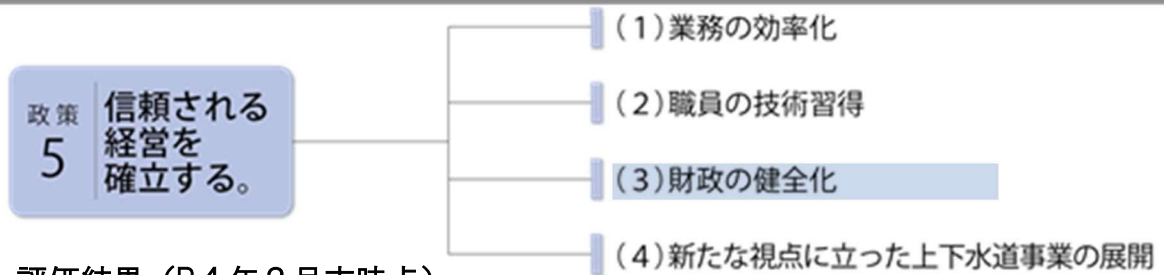 政策
5
信頼される
経営を
確立する。
(1)業務の効率化
(2)職員の技術習得
(3)財政の健全化
(4)新たな視点に立った上下水道事業の展開